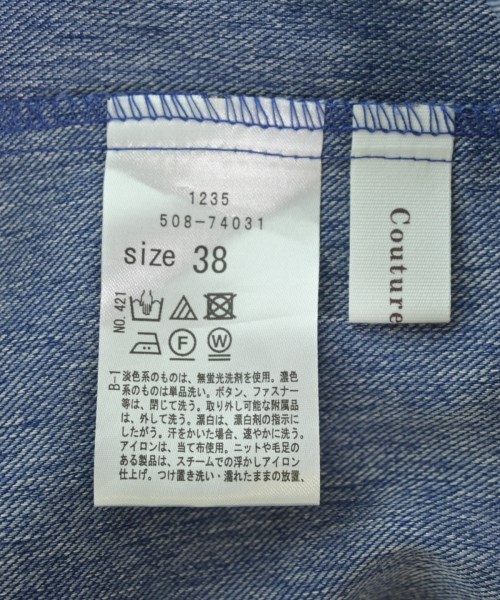 1235
508-74031
size 38
NO. 421
F W
B-1
淡色系のものは、無蛍光洗剤を使用。濃色
系のものは単品洗い。ボタン、ファスナー
等は、閉じて洗う。取り外し可能な附属品
は、外して洗う。漂白は、漂白剤の指示に
したがう。汗をかいた場合、速やかに洗う。
アイロンは、当て布使用。ニットや毛足の
ある製品は、スチームでの浮かしアイロン
仕上げ。つけ置き洗い・濡れたままの放置、
Couture